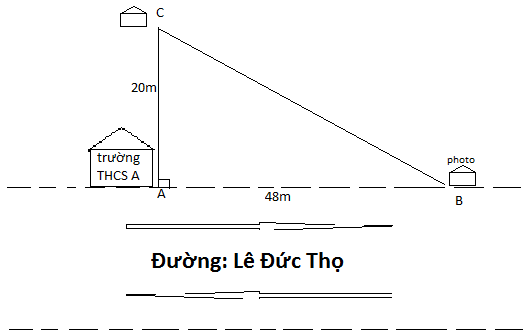 C
20m
trường
THCS A
photo
A
48m
B
Đường: Lê Đức Thọ